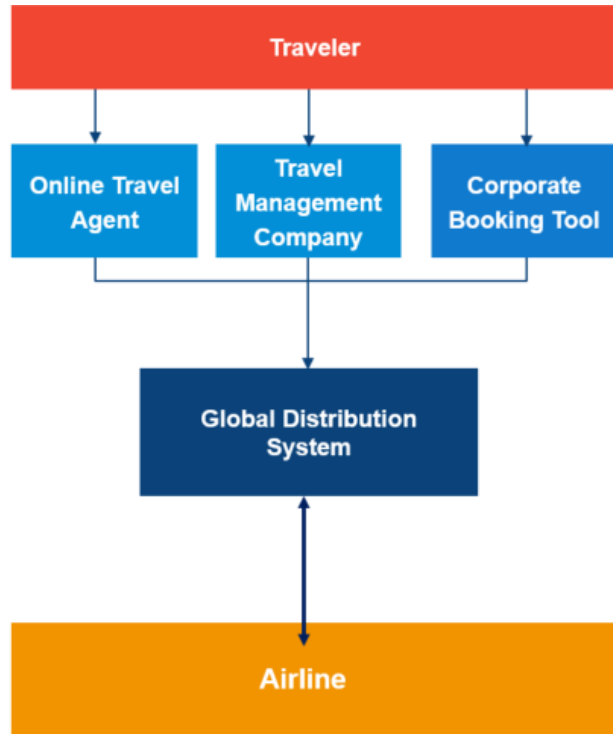 Traveler
Online Travel
Agent
Travel
Management
Company
Corporate
Booking Tool
Global Distribution
System
Airline